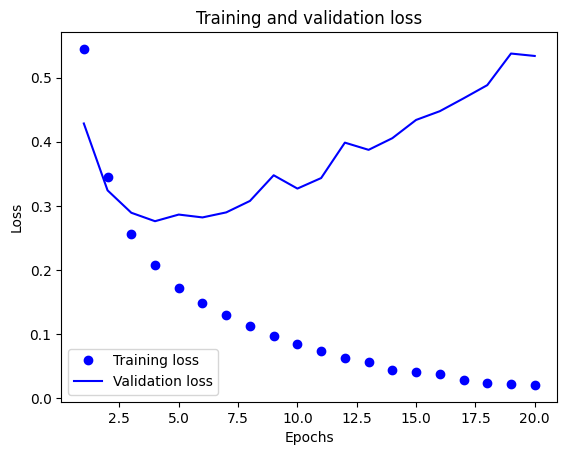 Training and validation loss
Loss
0.5
0.4
0.3
0.2
0.1
0.0
Training loss
Validation loss
2.5 5.0 7.5 10.0 12.5 15.0 17.5 20.0
Epochs